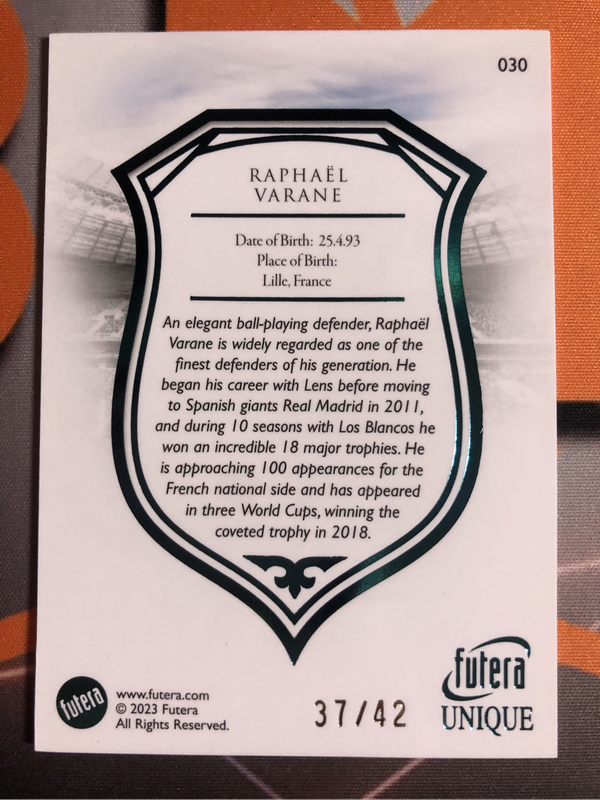 030
RAPHAËL
VARANE
Date of Birth: 25.4.93
Place of Birth:
Lille, France
An elegant ball-playing defender, Raphaël
Varane is widely regarded as one of the
finest defenders of his generation. He
began his career with Lens before moving
to Spanish giants Real Madrid in 2011,
and during 10 seasons with Los Blancos he
won an incredible 18 major trophies. He
is approaching 100 appearances for the
French national side and has appeared
in three World Cups, winning the
coveted trophy in 2018.
futera
www.futera.com
© 2023 Futera
All Rights Reserved.
37/42
futera
UNIQUE